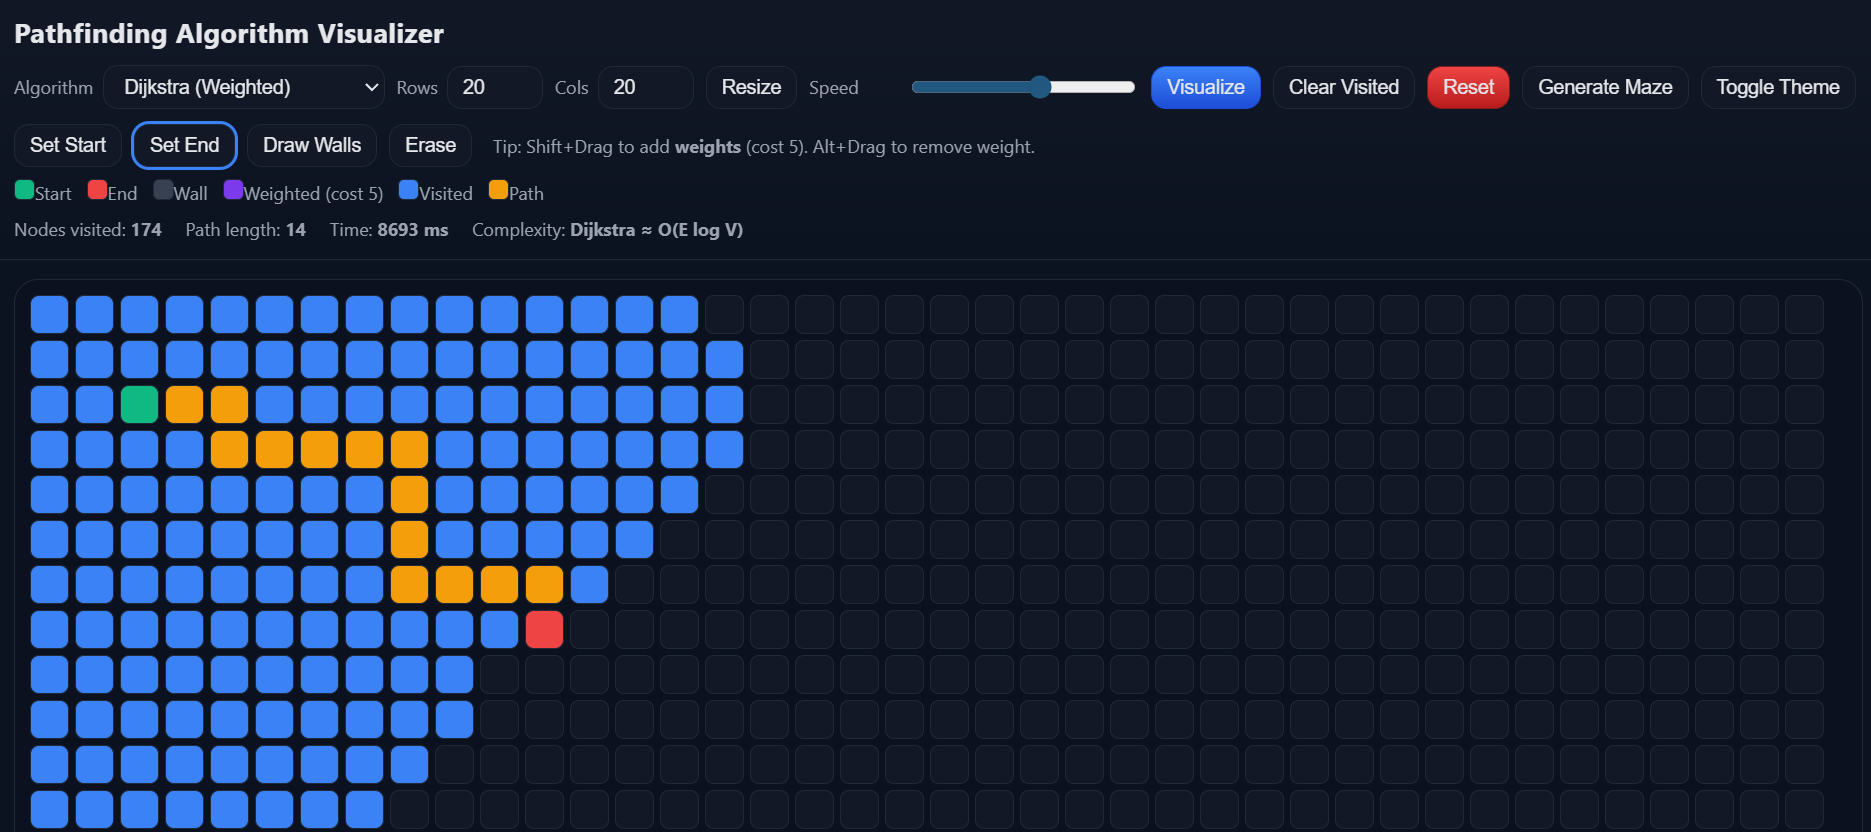 Pathfinding Algorithm Visualizer
Algorithm Dijkstra (Weighted) Rows 20 Cols 20 Resize Speed Visualize Clear Visited Reset Generate Maze Toggle Theme
Set Start Set End Draw Walls Erase Tip: Shift+Drag to add weights (cost 5). Alt+Drag to remove weight.
Start End Wall Weighted (cost 5) Visited Path
Nodes visited: 174 Path length: 14 Time: 8693 ms Complexity: Dijkstra ≈ O(E log V)